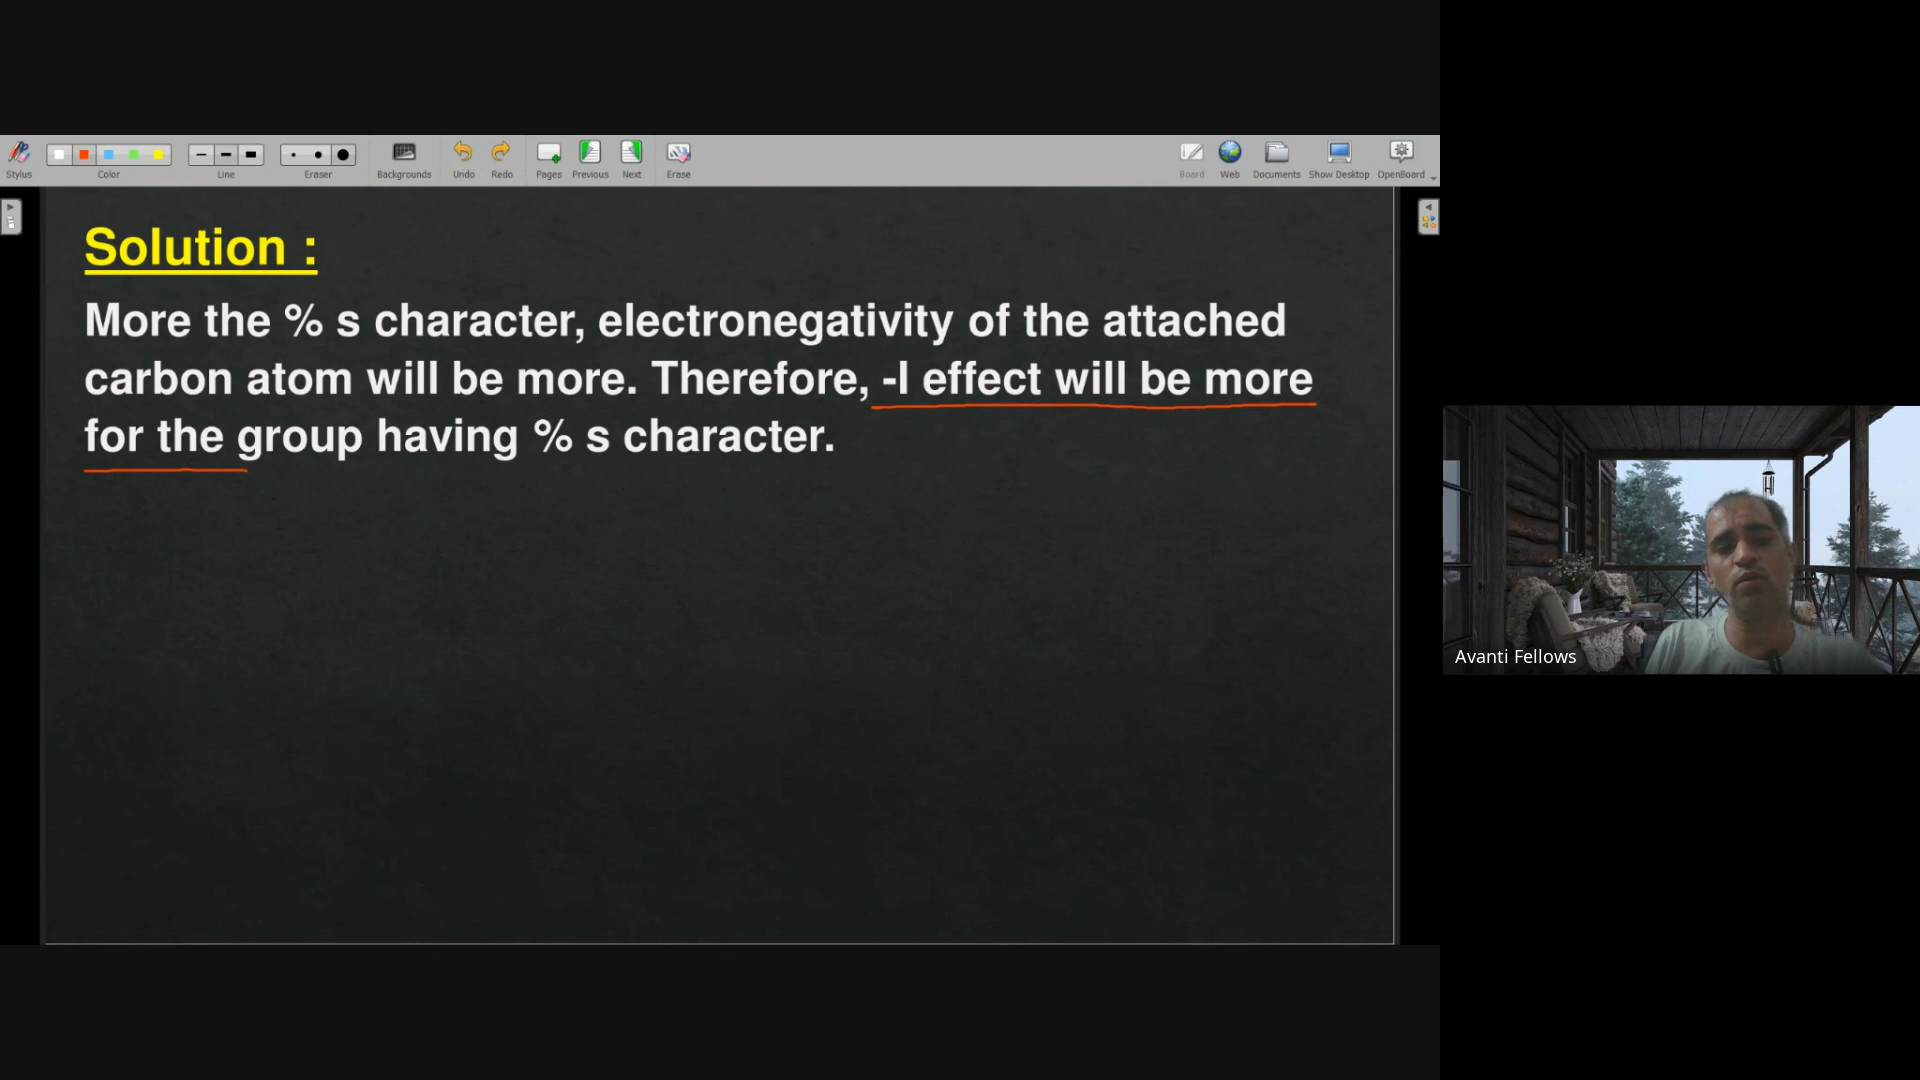 Stylus
Color
Line
Eraser
Backgrounds
Undo
Redo
Pages
Previous
Next
Erase
Board
Web
Documents
Show Desktop
OpenBoard
Solution :
More the % s character, electronegativity of the attached
carbon atom will be more. Therefore, -I effect will be more
for the group having % s character.
Avanti Fellows